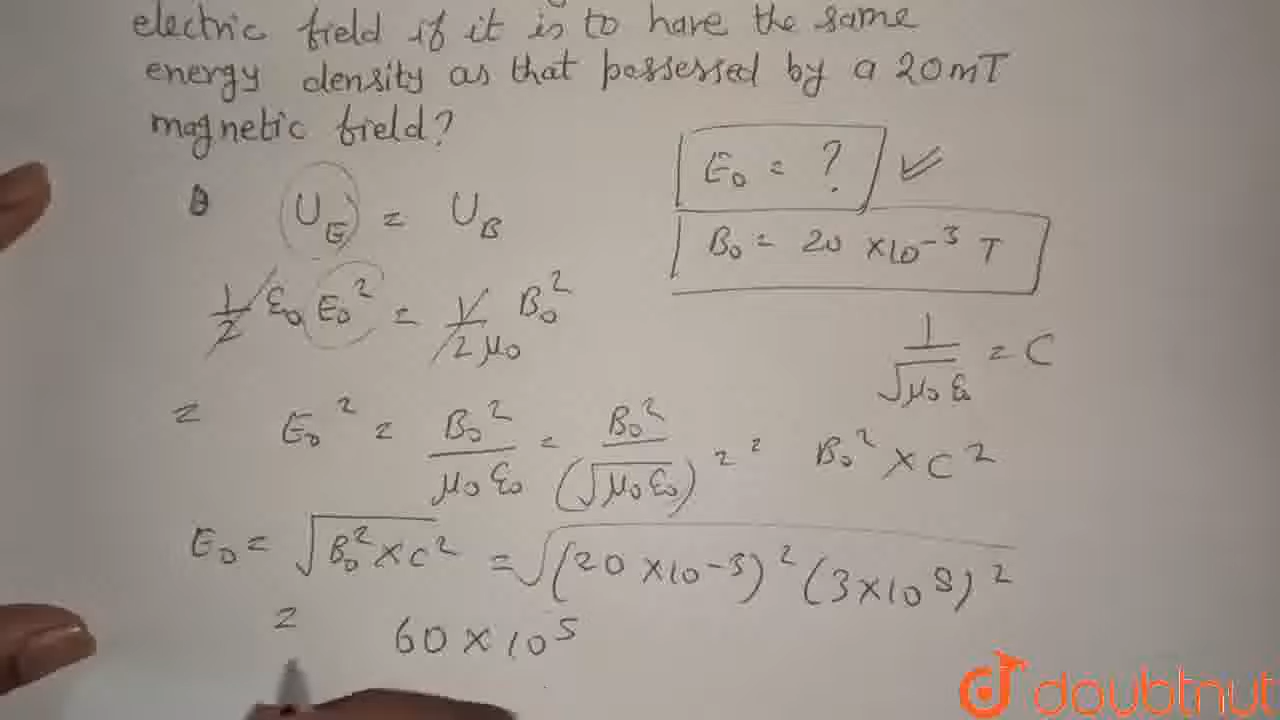 electric field if it is to have the same
energy density as that possessed by a 20mT
magnetic field?
E₀ = ? ✓
B₀ = 20 × 10⁻³ T
U_E = U_B
1/2 ε₀ E₀² = 1/2μ₀ B₀²
1/√μ₀ε₀ = C
= E₀² = B₀²/μ₀ε₀ = B₀²/(√μ₀ε₀)² = B₀² × C²
E₀ = √B₀² × C² = √(20 × 10⁻³)² (3 × 10⁸)²
= 60 × 10⁵
doubtnut